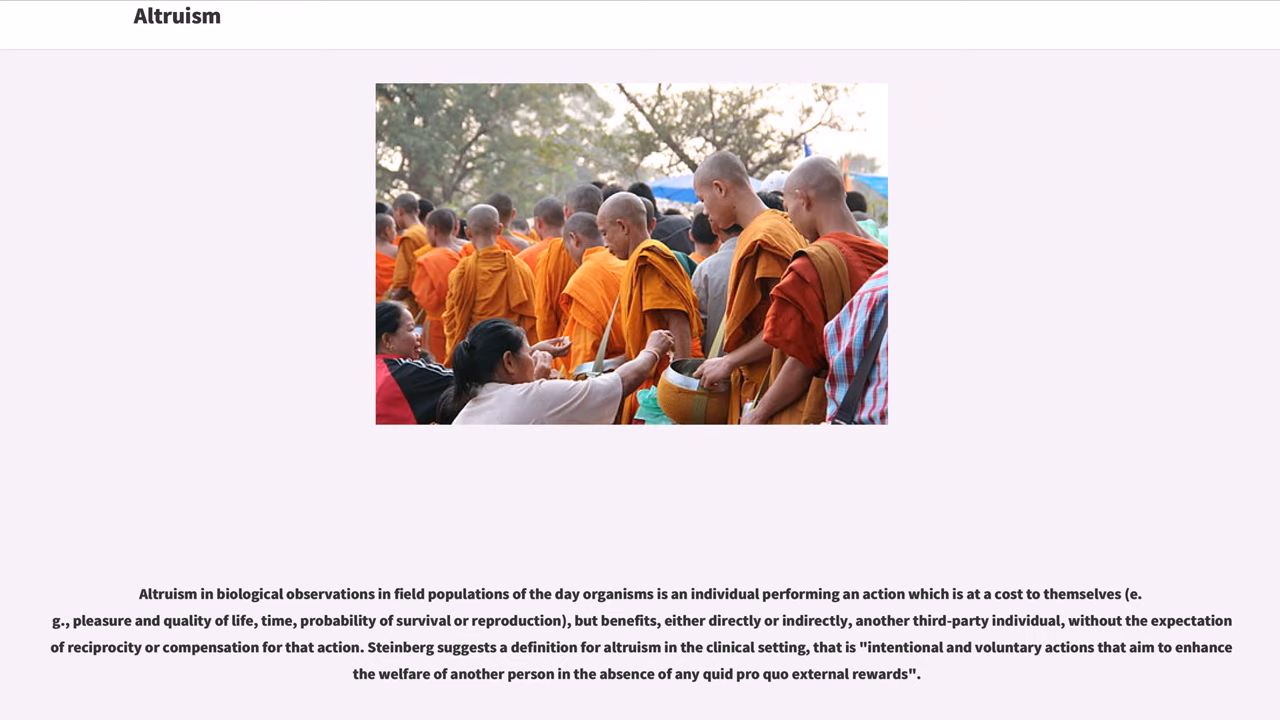 Altruism
Altruism in biological observations in field populations of the day organisms is an individual performing an action which is at a cost to themselves (e.
g., pleasure and quality of life, time, probability of survival or reproduction), but benefits, either directly or indirectly, another third-party individual, without the expectation
of reciprocity or compensation for that action. Steinberg suggests a definition for altruism in the clinical setting, that is "intentional and voluntary actions that aim to enhance
the welfare of another person in the absence of any quid pro quo external rewards".